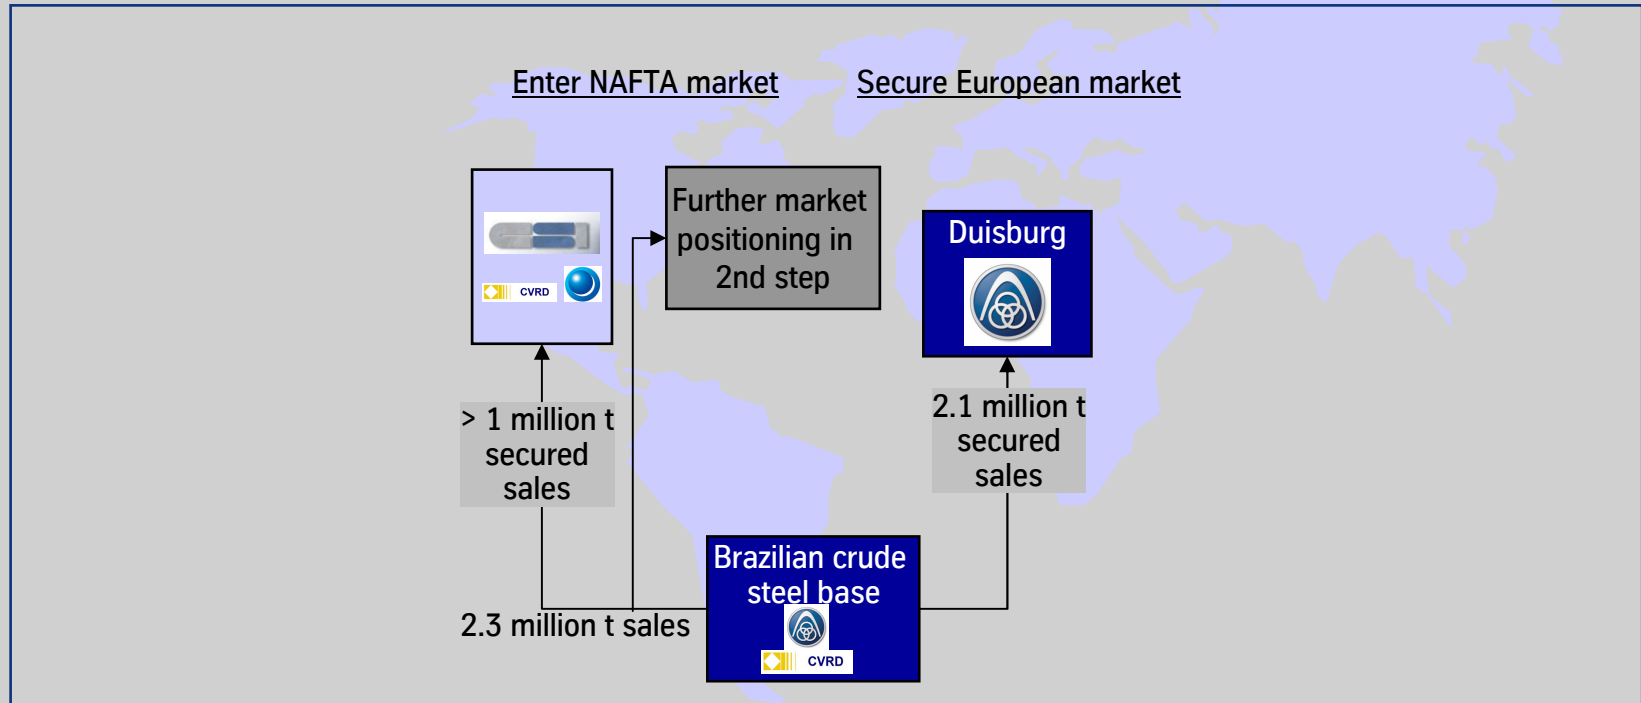 Enter NAFTA market
Secure European market
CVRD
Further market
positioning in
2nd step
Duisburg
> 1 million t
secured
sales
2.1 million t
secured
sales
2.3 million t sales
Brazilian crude
steel base
CVRD